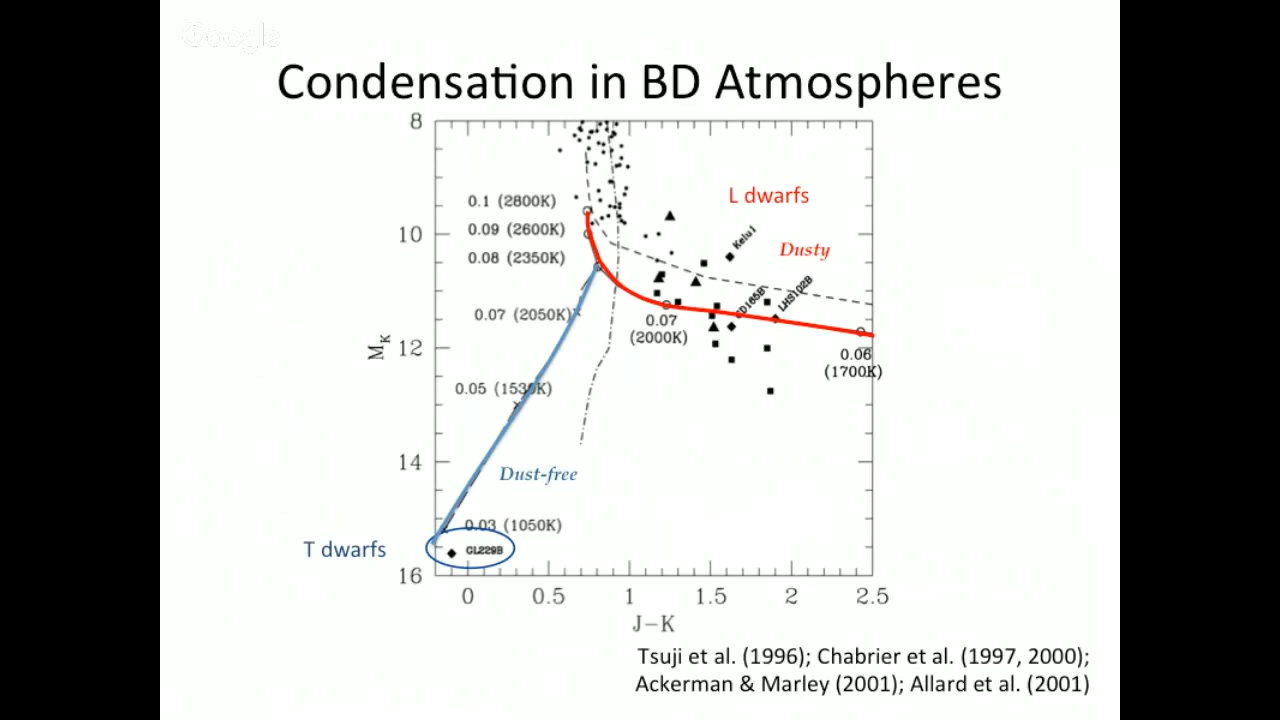 Google
Condensation in BD Atmospheres
8
10
12
14
16
M_K
0.1 (2800K)
0.09 (2600K)
0.08 (2350K)
0.07 (2050K)
0.05 (1530K)
0.03 (1050K)
L dwarfs
Kelu1
Dusty
GD165B
LHS102B
0.07
(2000K)
0.06
(1700K)
Dust-free
T dwarfs
GL229B
0
0.5
1
1.5
2
2.5
J-K
Tsuji et al. (1996); Chabrier et al. (1997, 2000);
Ackerman & Marley (2001); Allard et al. (2001)